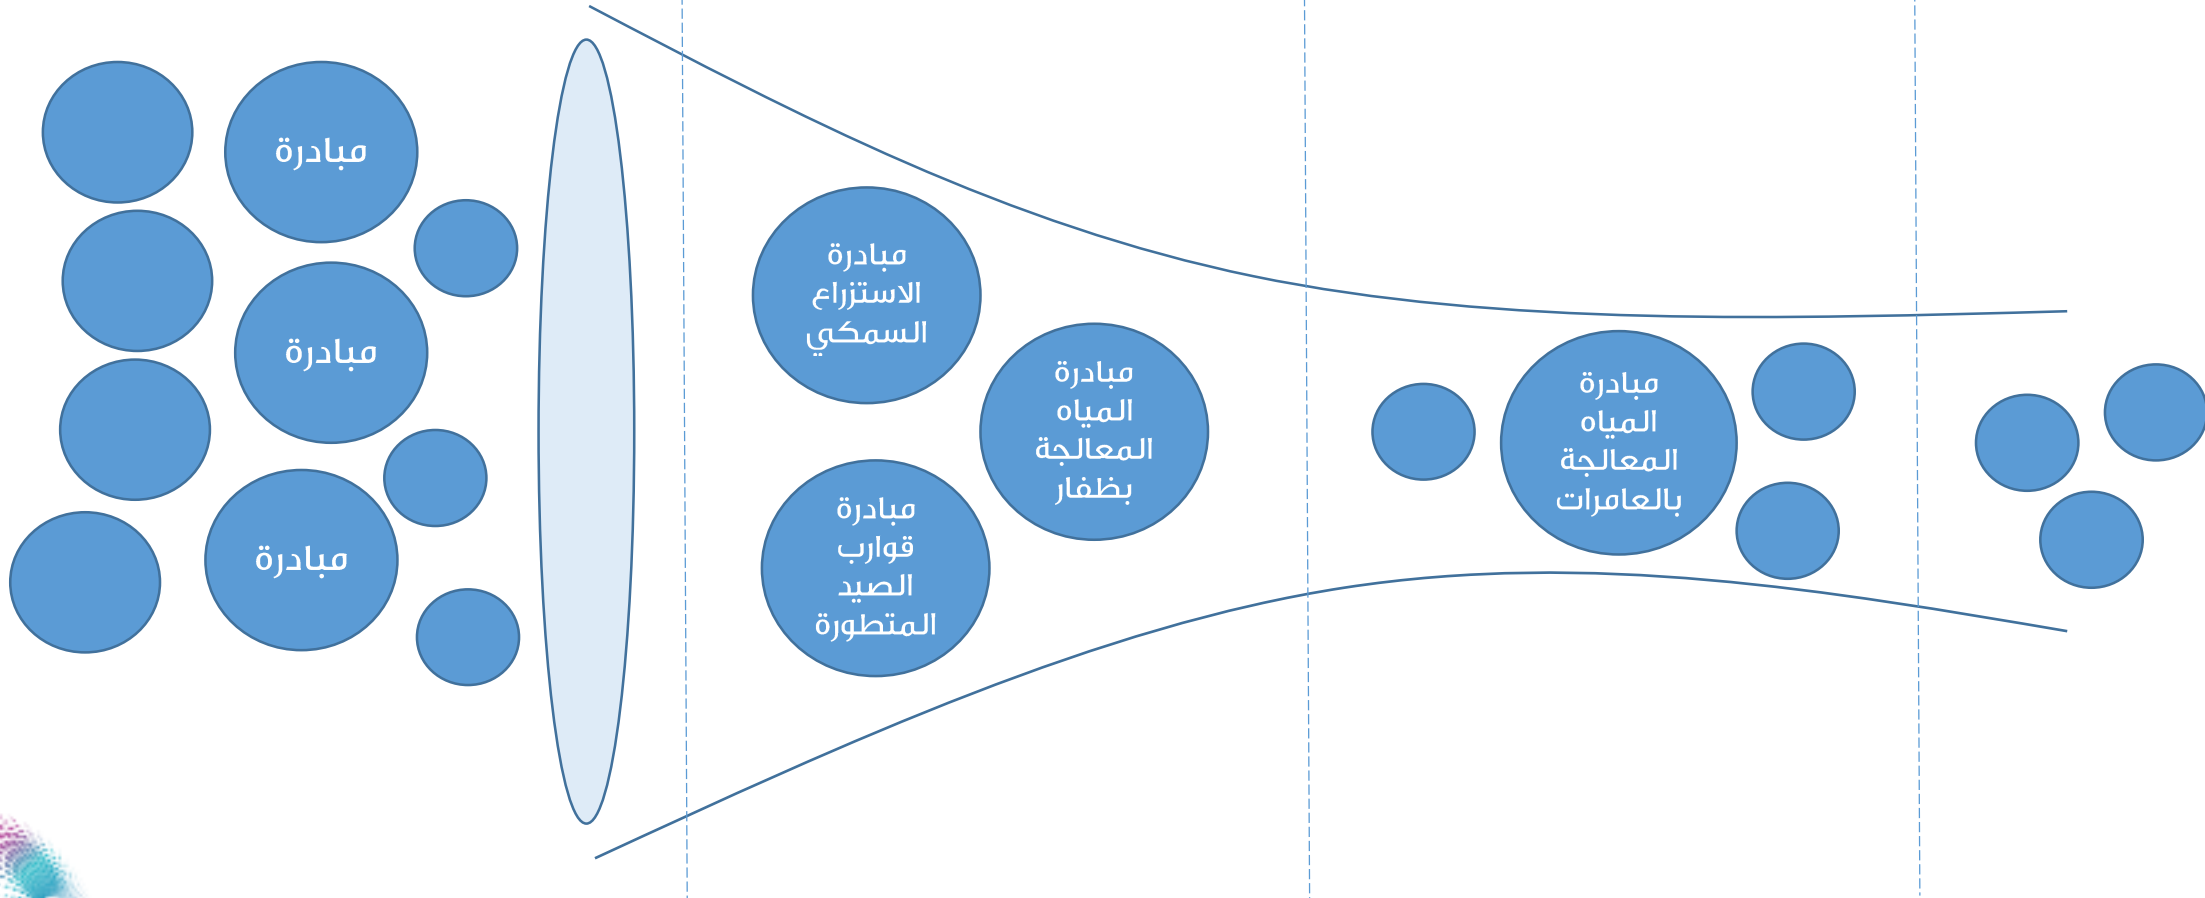 مبادرة
مبادرة
مبادرة
مبادرة
الاستزراع
السمكي
مبادرة
قوارب
الصيد
المتطورة
مبادرة
المياه
المعالجة
بظفار
مبادرة
المياه
المعالجة
بالعامرات